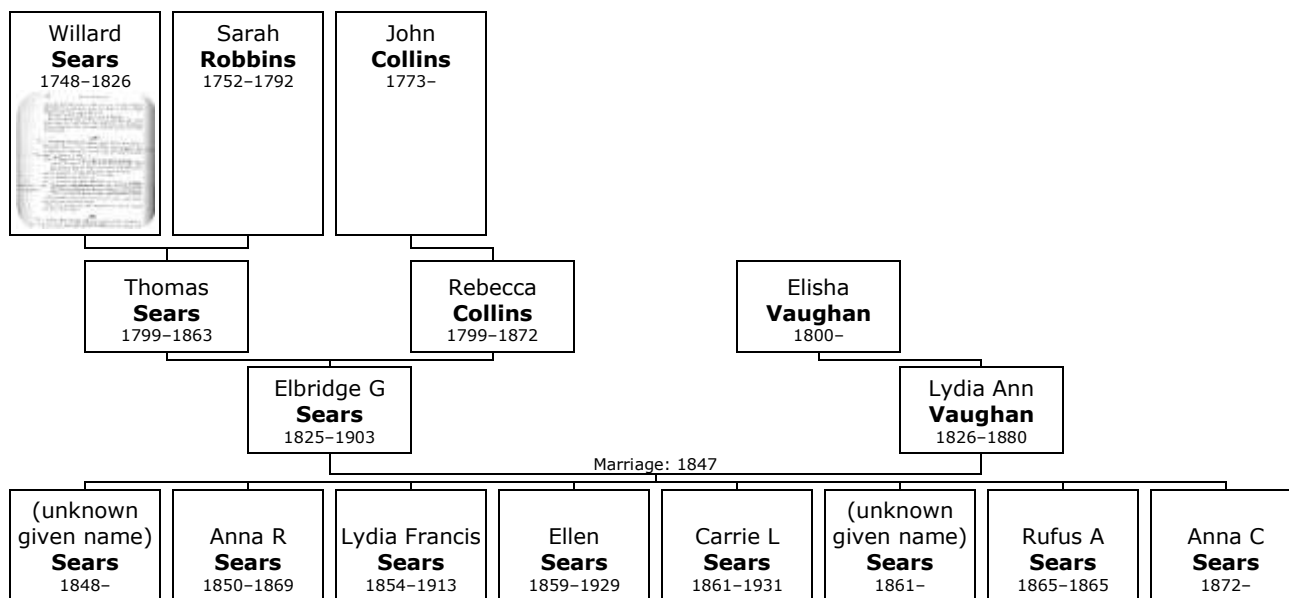 Willard
Sears
1748–1826
Sarah
Robbins
1752–1792
John
Collins
1773–
Thomas
Sears
1799–1863
Rebecca
Collins
1799–1872
Elisha
Vaughan
1800–
Elbridge G
Sears
1825–1903
Lydia Ann
Vaughan
1826–1880
Marriage: 1847
(unknown
given name)
Sears
1848–
Anna R
Sears
1850–1869
Lydia Francis
Sears
1854–1913
Ellen
Sears
1859–1929
Carrie L
Sears
1861–1931
(unknown
given name)
Sears
1861–
Rufus A
Sears
1865–1865
Anna C
Sears
1872–